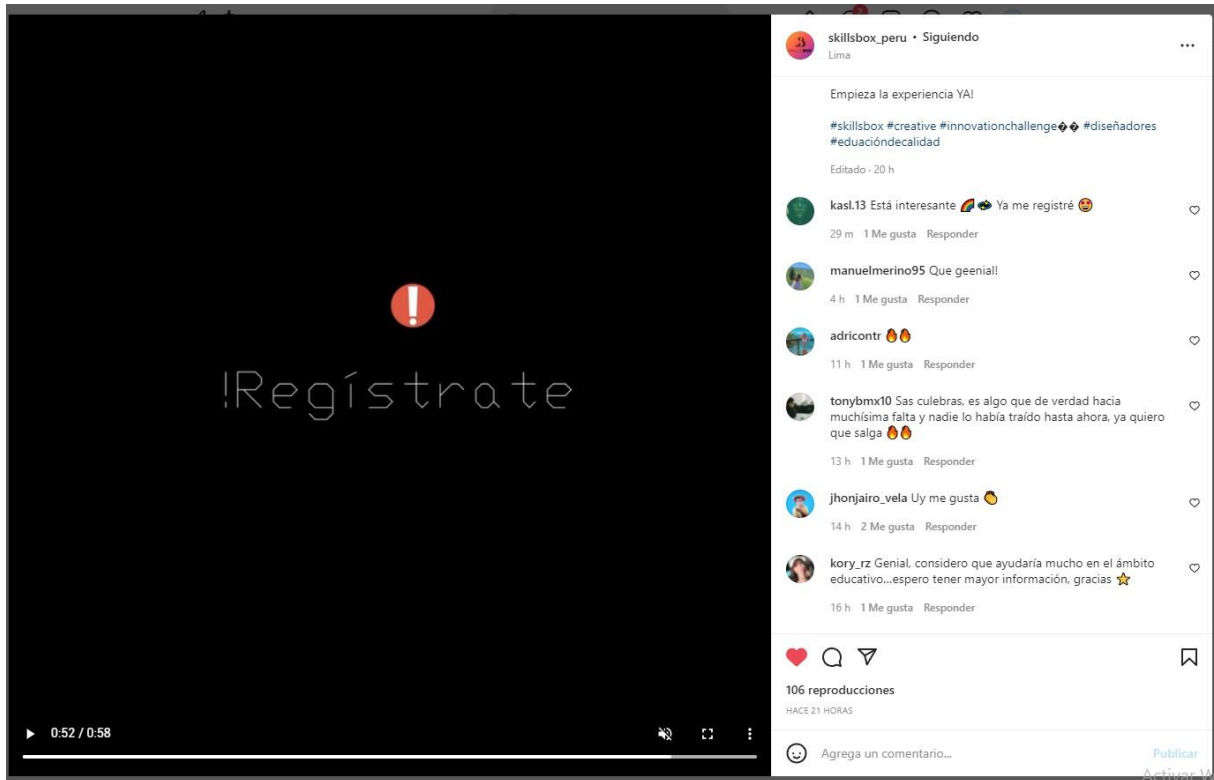 skillsbox_peru • Siguiendo
Lima
Empieza la experiencia YA!
#skillsbox #creative #innovationchallenge�� #diseñadores
#eduacióndecalidad
Editado · 20 h
kasl.13 Está interesante 🌈 Ya me registré 🤩
29 m 1 Me gusta Responder
manuelmerino95 Que geenial!
4 h 1 Me gusta Responder
adricontr 🔥🔥
11 h 1 Me gusta Responder
tonybmx10 Sas culebras, es algo que de verdad hacia
muchísima falta y nadie lo había traído hasta ahora, ya quiero
que salga 🔥🔥
13 h 1 Me gusta Responder
jhonjairo_vela Uy me gusta 👏
14 h 2 Me gusta Responder
kory_rz Genial, considero que ayudaría mucho en el ámbito
educativo...espero tener mayor información, gracias ⭐
16 h 1 Me gusta Responder
106 reproducciones
HACE 21 HORAS
Agrega un comentario... Publicar
!Regístrate
0:52 / 0:58